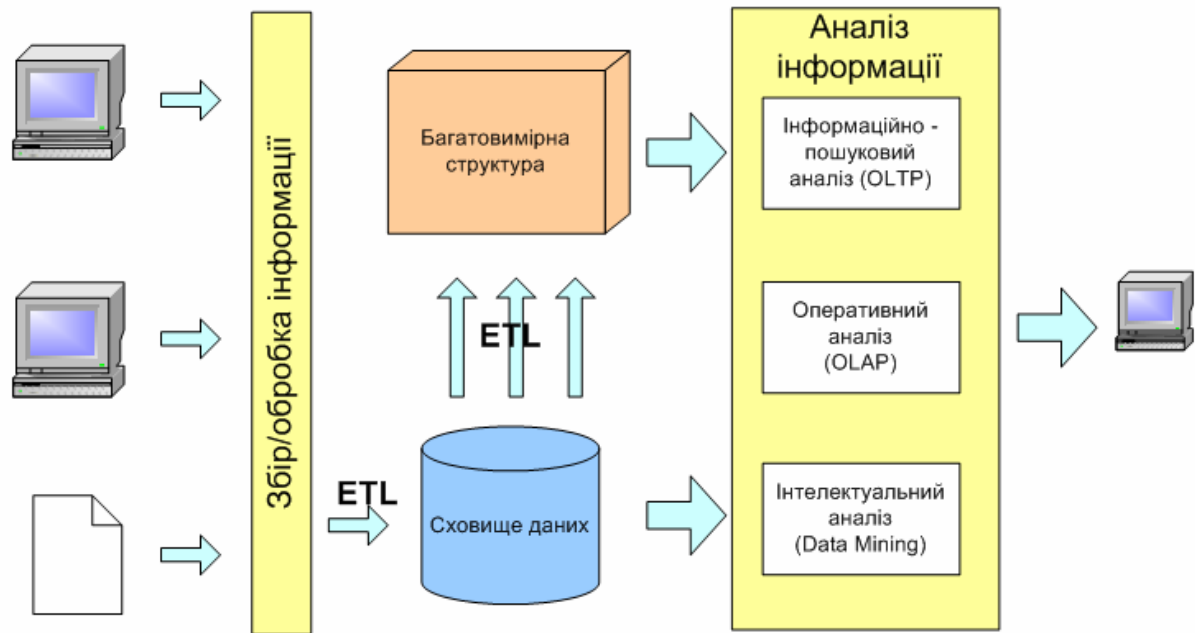 Збір/обробка інформації
ETL
Багатовимірна
структура
ETL
Сховище даних
Аналіз
інформації
Інформаційно -
пошуковий
аналіз (OLTP)
Оперативний
аналіз
(OLAP)
Інтелектуальний
аналіз
(Data Mining)